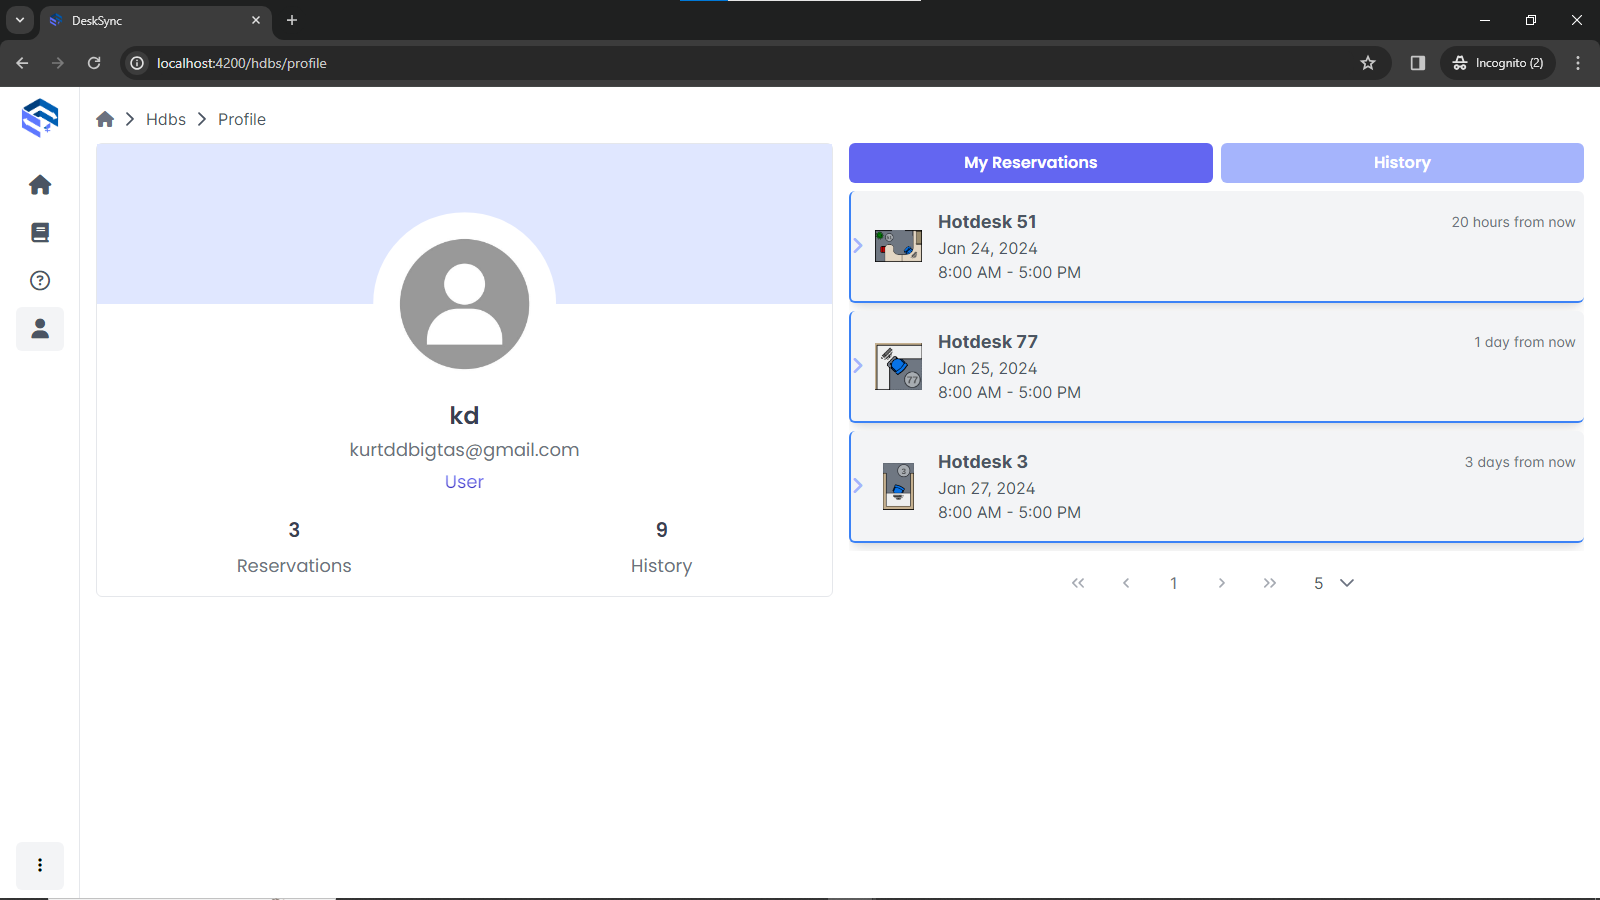 DeskSync
localhost:4200/hdbs/profile
Incognito (2)
Hdbs
Profile
kd
kurtddbigtas@gmail.com
User
3
Reservations
9
History
My Reservations
History
Hotdesk 51
20 hours from now
Jan 24, 2024
8:00 AM - 5:00 PM
Hotdesk 77
1 day from now
Jan 25, 2024
8:00 AM - 5:00 PM
77
Hotdesk 3
3 days from now
Jan 27, 2024
8:00 AM - 5:00 PM
3
1
5